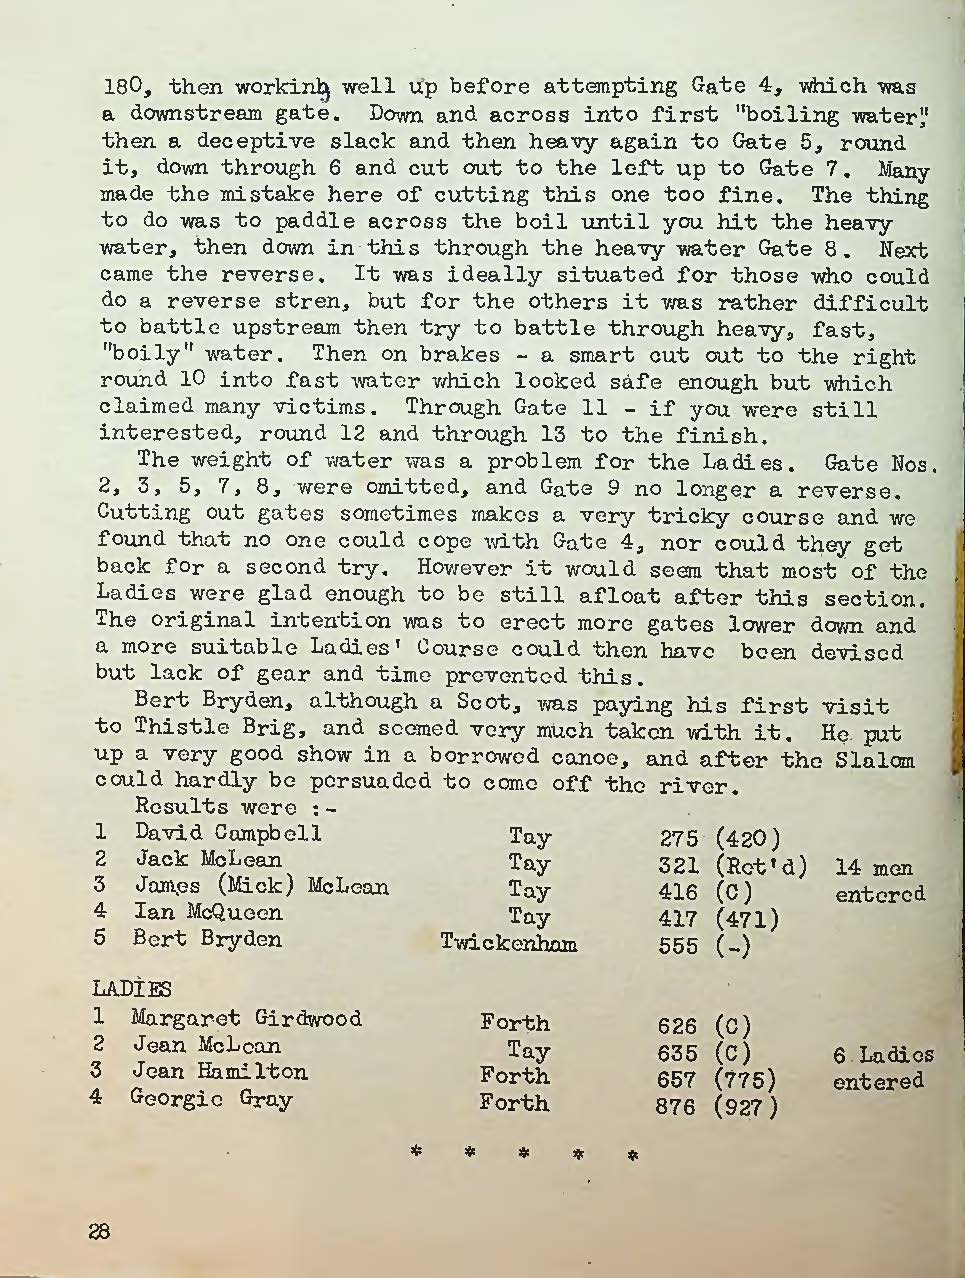 180, then working well up before attempting Gate 4, which was
a downstream gate.  Down and across into first "boiling water,"
then a deceptive slack and then heavy again to Gate 5, round
it, down through 6 and cut out to the left up to Gate 7.  Many
made the mistake here of cutting this one too fine.  The thing
to do was to paddle across the boil until you hit the heavy
water, then down in this through the heavy water Gate 8.  Next
came the reverse.  It was ideally situated for those who could
do a reverse stren, but for the others it was rather difficult
to battle upstream then try to battle through heavy, fast,
"boily" water.  Then on brakes - a smart cut out to the right
round 10 into fast water which looked safe enough but which
claimed many victims.  Through Gate 11 - if you were still
interested, round 12 and through 13 to the finish.
The weight of water was a problem for the Ladies.  Gate Nos.
2, 3, 5, 7, 8, were omitted, and Gate 9 no longer a reverse.
Cutting out gates sometimes makes a very tricky course and we
found that no one could cope with Gate 4, nor could they get
back for a second try.  However it would seem that most of the
Ladies were glad enough to be still afloat after this section.
The original intention was to erect more gates lower down and
a more suitable Ladies' Course could then have been devised
but lack of gear and time prevented this.
Bert Bryden, although a Scot, was paying his first visit
to Thistle Brig, and seemed very much taken with it.  He put
up a very good show in a borrowed canoe, and after the Slalom
could hardly be persuaded to come off the river.
Results were :-
1 David Campbell Tay 275 (420)
2 Jack McLean Tay 321 (Ret'd) 14 men
3 James (Mick) McLean Tay 416 (C) entered
4 Ian McQueen Tay 417 (471)
5 Bert Bryden Twickenham 555 (-)
LADIES
1 Margaret Girdwood Forth 626 (C)
2 Jean McLean Tay 635 (C) 6 Ladies
3 Jean Hamilton Forth 657 (775) entered
4 Georgie Gray Forth 876 (927)
* * * * *
28